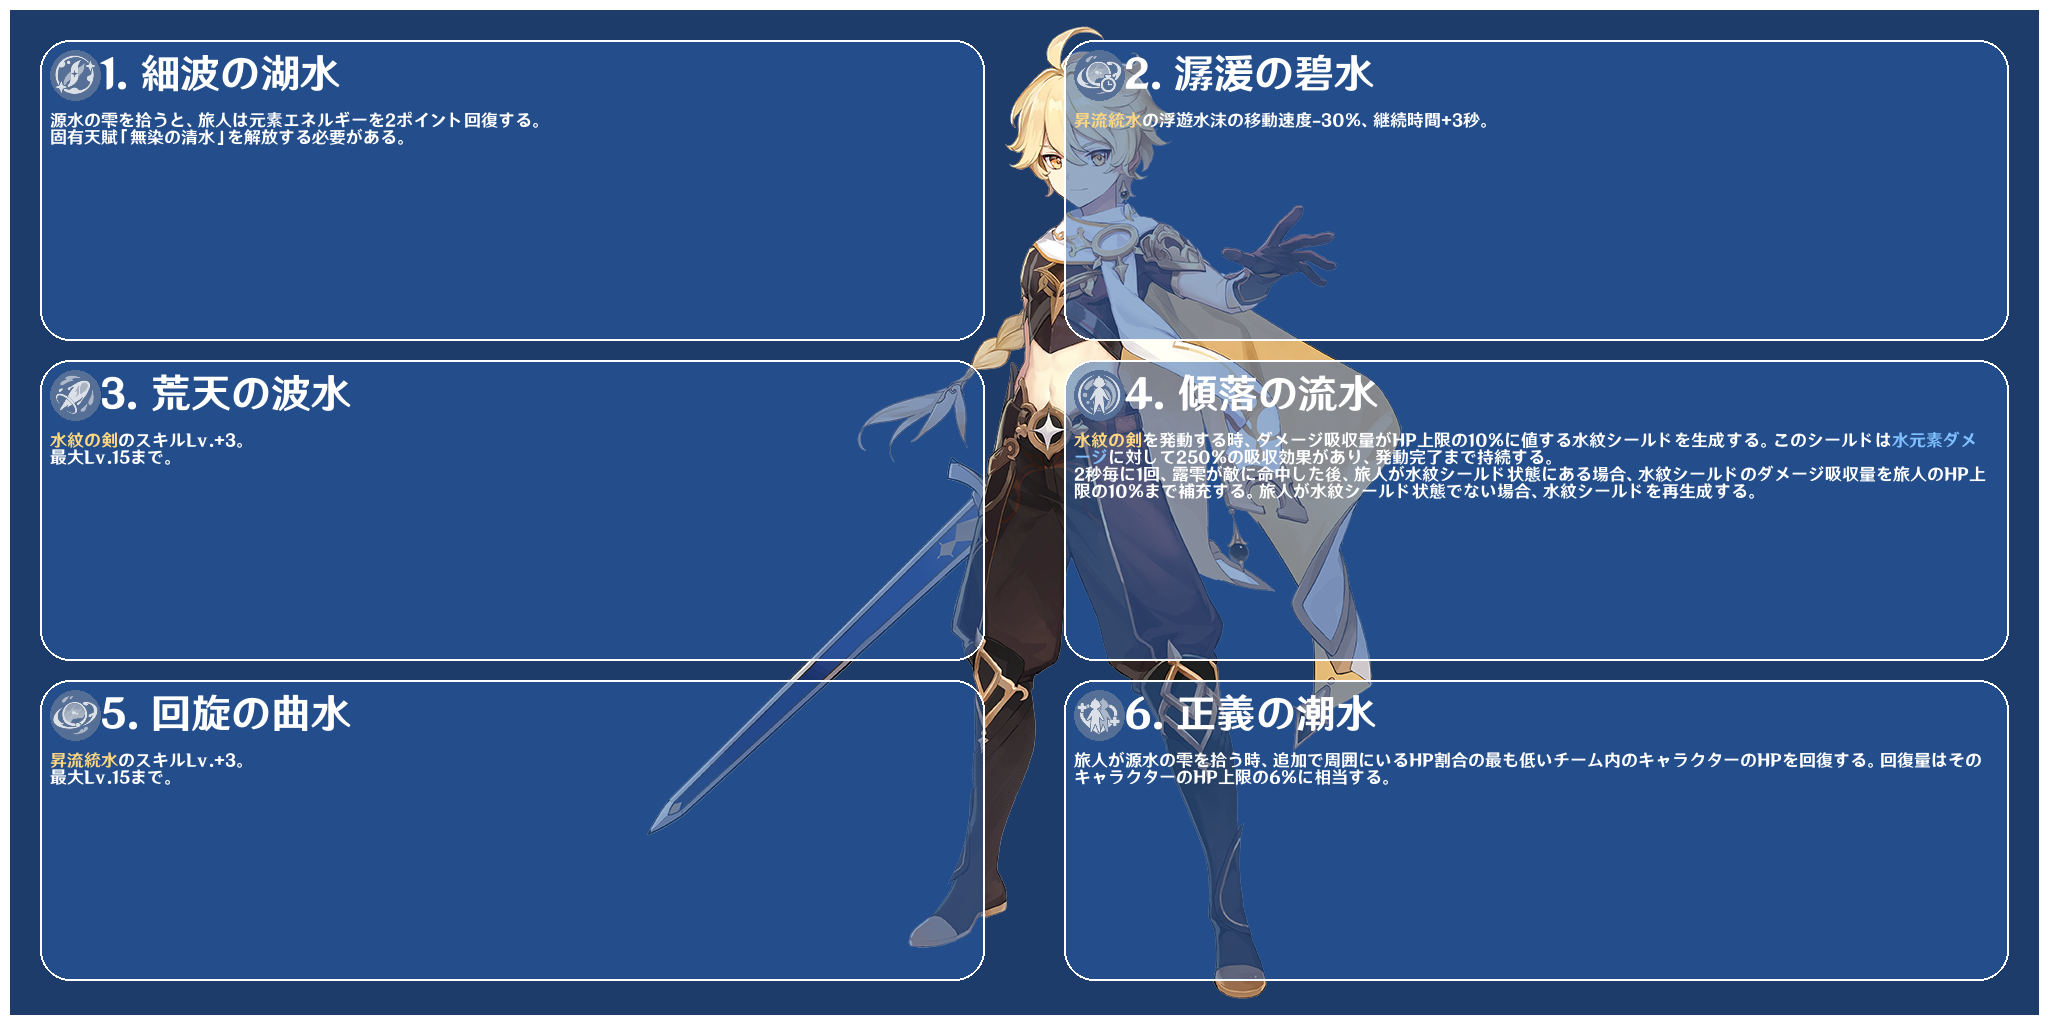 1. 細波の湖水
源水の雫を拾うと、旅人は元素エネルギーを2ポイント回復する。
固有天賦「無染の清水」を解放する必要がある。
2. 潺湲の碧水
昇流統水の浮遊水沫の移動速度-30%、継続時間+3秒。
3. 荒天の波水
水紋の剣のスキルLv.+3。
最大Lv.15まで。
4. 傾落の流水
水紋の剣を発動する時、ダメージ吸収量がHP上限の10%に値する水紋シールドを生成する。このシールドは水元素ダメ
ージに対して250%の吸収効果があり、発動完了まで持続する。
2秒毎に1回、露雫が敵に命中した後、旅人が水紋シールド状態にある場合、水紋シールドのダメージ吸収量を旅人のHP上
限の10%まで補充する。旅人が水紋シールド状態でない場合、水紋シールドを再生成する。
5. 回旋の曲水
昇流統水のスキルLv.+3。
最大Lv.15まで。
6. 正義の潮水
旅人が源水の雫を拾う時、追加で周囲にいるHP割合の最も低いチーム内のキャラクターのHPを回復する。回復量はその
キャラクターのHP上限の6%に相当する。